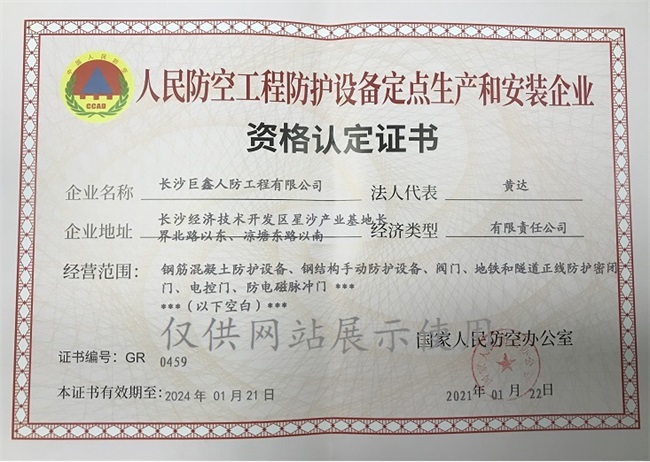 中国人民防空
CCAD
人民防空工程防护设备定点生产和安装企业
资格认定证书
企业名称 长沙巨鑫人防工程有限公司 法人代表 黄达
企业地址 长沙经济技术开发区星沙产业基地长
界北路以东、凉塘东路以南 经济类型 有限责任公司
经营范围: 钢筋混凝土防护设备、钢结构手动防护设备、阀门、地铁和隧道正线防护密闭
门、电控门、防电磁脉冲门 ***
***（以下空白）***
仅供网站展示使用
国家人民防空办公室
证书编号：GR 0459
本证书有效期至: 2024 年 01 月 21 日
2021 年 01 月 22 日